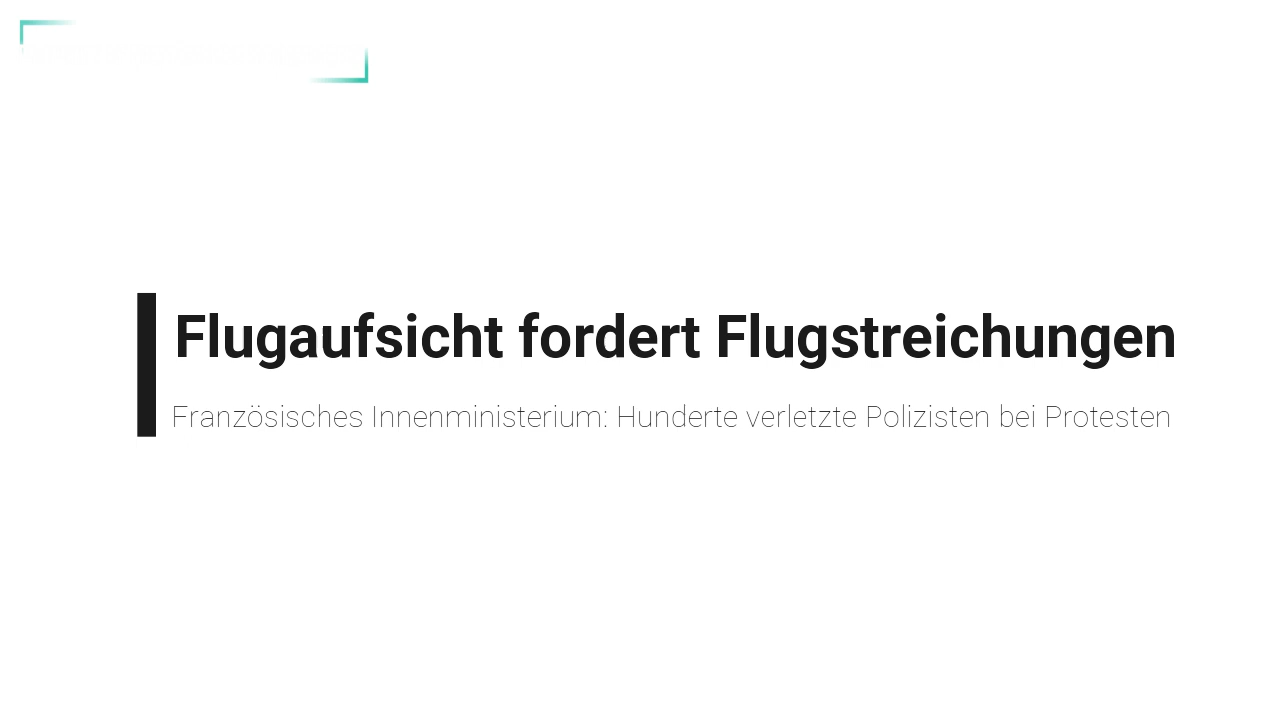 Flugaufsicht fordert Flugstreichungen
Französisches Innenministerium: Hunderte verletzte Polizisten bei Protesten